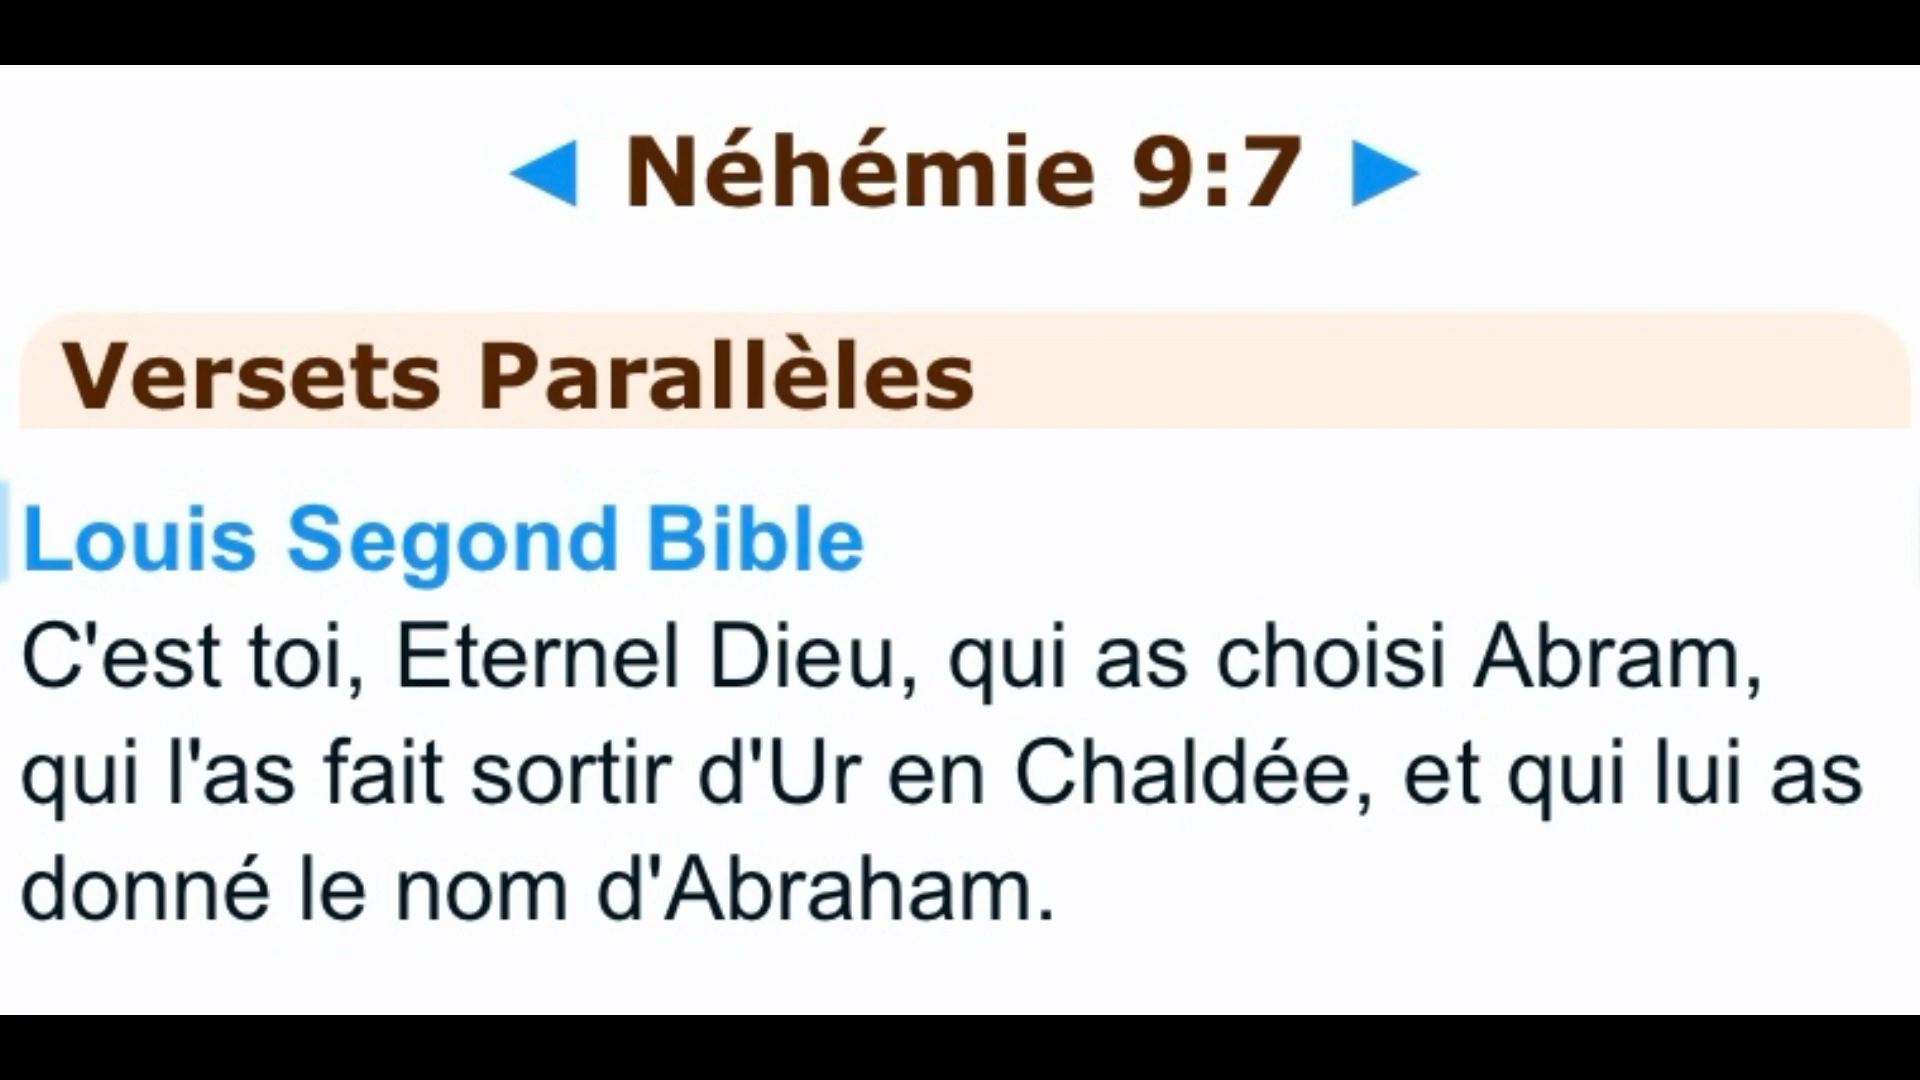 ◀ Néhémie 9:7 ▶
Versets Parallèles
Louis Segond Bible
C'est toi, Eternel Dieu, qui as choisi Abram,
qui l'as fait sortir d'Ur en Chaldée, et qui lui as
donné le nom d'Abraham.